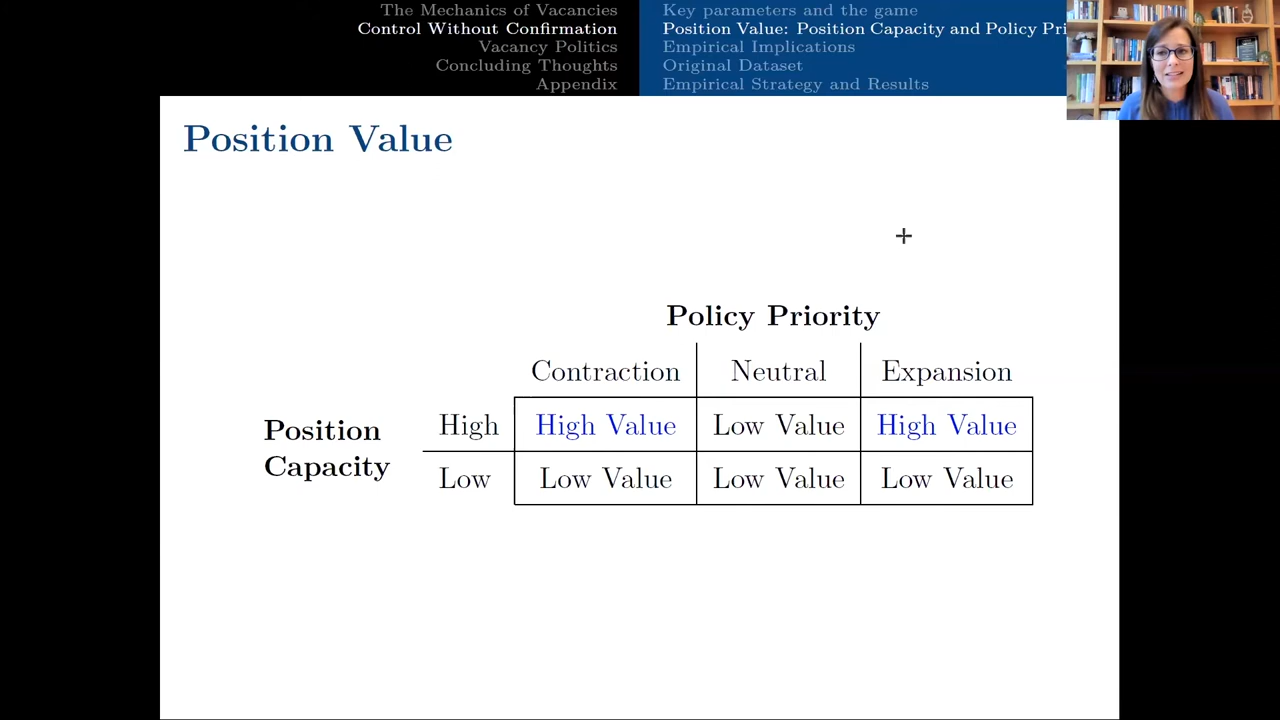 The Mechanics of Vacancies
Control Without Confirmation
Vacancy Politics
Concluding Thoughts
Appendix
Key parameters and the game
Position Value: Position Capacity and Policy Pri
Empirical Implications
Original Dataset
Empirical Strategy and Results
Position Value
Policy Priority
Contraction Neutral Expansion
Position Capacity
High High Value Low Value High Value
Low Low Value Low Value Low Value